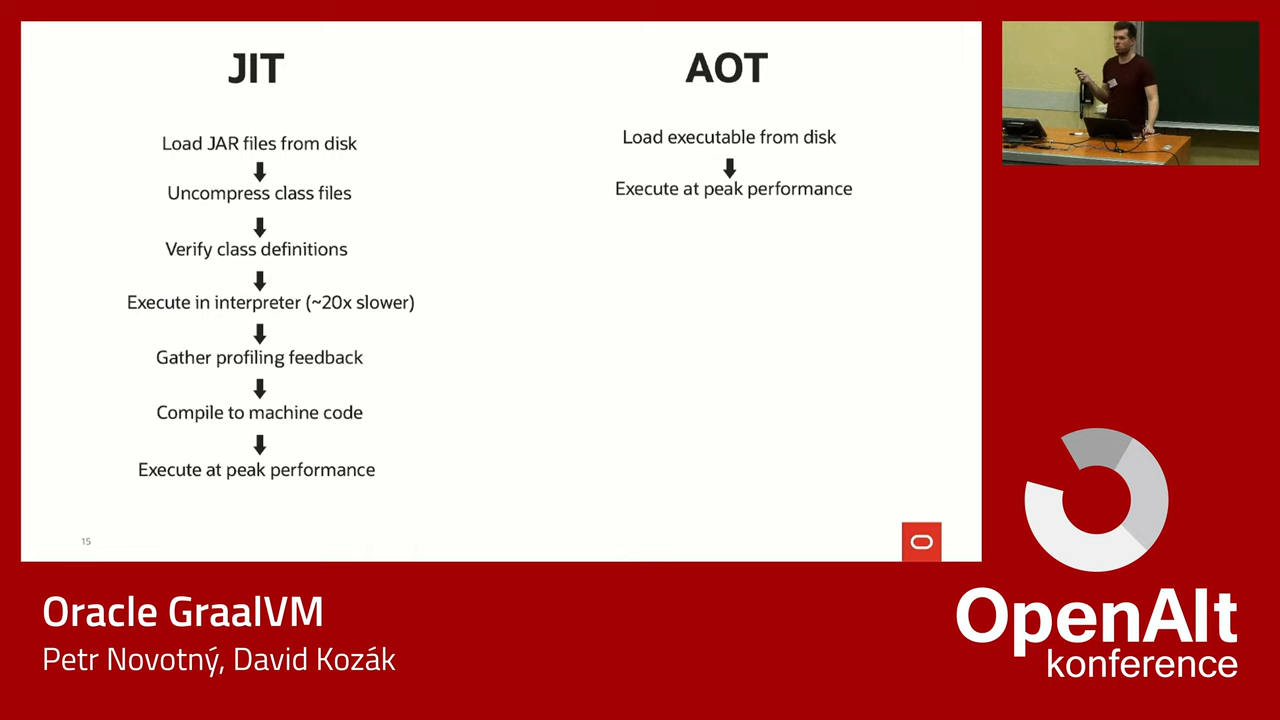 JIT
Load JAR files from disk
Uncompress class files
Verify class definitions
Execute in interpreter (~20x slower)
Gather profiling feedback
Compile to machine code
Execute at peak performance
AOT
Load executable from disk
Execute at peak performance
15
Oracle GraalVM
Petr Novotný, David Kozák
OpenAlt
konference